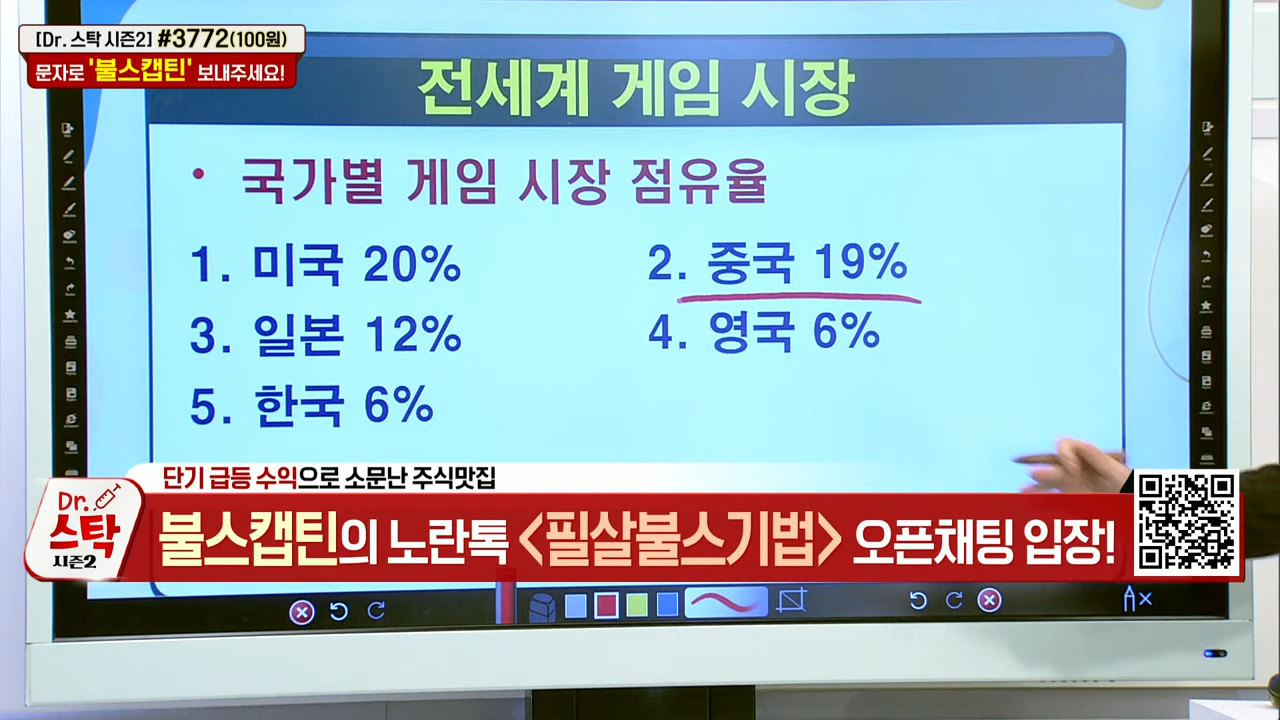 [Dr. 스탁 시즌2] #3772(100원)
문자로 '불스캡틴' 보내주세요!
전세계 게임 시장
• 국가별 게임 시장 점유율
1. 미국 20%
2. 중국 19%
3. 일본 12%
4. 영국 6%
5. 한국 6%
단기 급등 수익으로 소문난 주식맛집
Dr.
스탁
시즌2
불스캡틴의 노란톡 <필살불스기법> 오픈채팅 입장!